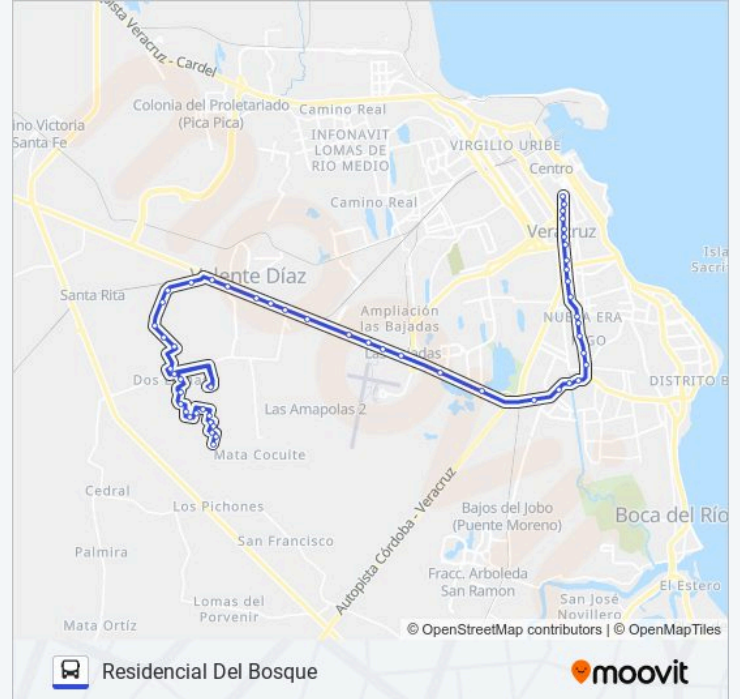 Autopista Veracruz - Cardel
Colonia del Proletariado
(Pica Pica)
Camino Real
ino Victoria
Santa Fe
INFONAVIT
LOMAS DE
RIO MEDIO
VIRGILIO URIBE
Centro
Camino Real
Veracruz
Isla
Sacri
Valente Díaz
Santa Rita
Ampliación
las Bajadas
NUEVA ERA
GO
Las Bajadas
Dos
DISTRITO B
Las Amapolas 2
Mata Cocuite
Cedral
Los Pichones
Bajos del Jobo
(Puente Moreno)
Boca del Río
San Francisco
Palmira
Autopista Córdoba - Veracruz
Fracc. Arboleda
San Ramon
El Estero
San José
Novillero
Lomas del
Porvenir
Mata Ortíz
© OpenStreetMap contributors | © OpenMapTiles
Residencial Del Bosque
moovit